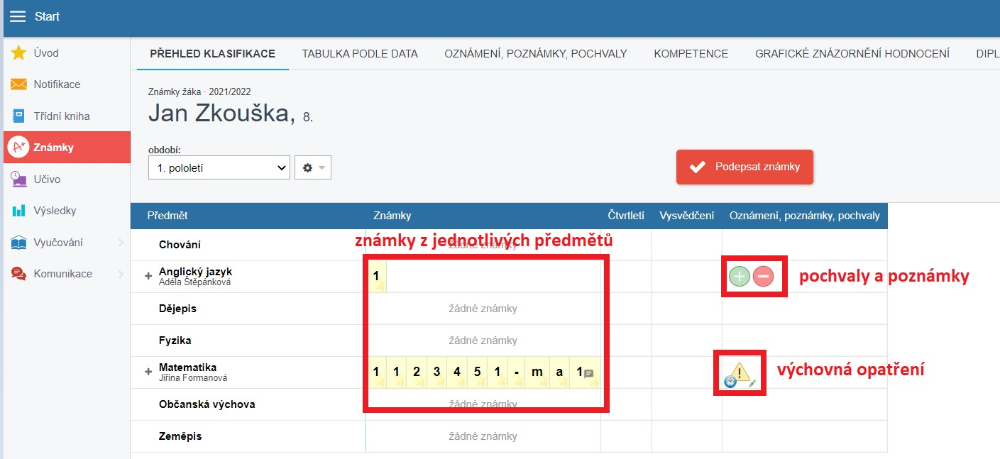 Start
Úvod
Notifikace
Třídní kniha
Známky
Učivo
Výsledky
Vyučování
Komunikace
PŘEHLED KLASIFIKACE TABULKA PODLE DATA OZNÁMENÍ, POZNÁMKY, POCHVALY KOMPETENCE GRAFICKÉ ZNÁZORNĚNÍ HODNOCENÍ DIPL
Známky žáka · 2021/2022
Jan Zkouška, 8.
období:
1. pololetí
Podepsat známky
Předmět Známky Čtvrtletí Vysvědčení Oznámení, poznámky, pochvaly
známky z jednotlivých předmětů
Chování žádné známky
Anglický jazyk 1
Adéla Štěpánková
pochvaly a poznámky
Dějepis žádné známky
Fyzika žádné známky
Matematika 1 1 2 3 4 5 1 - m a 1
Jiřina Formanová
výchovná opatření
Občanská výchova žádné známky
Zeměpis žádné známky